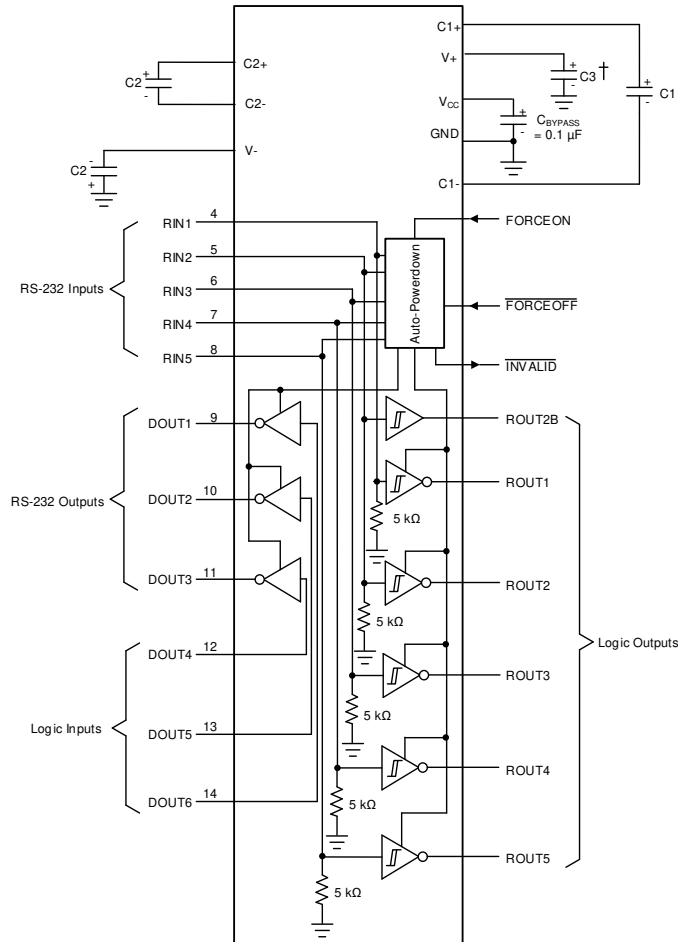 C1+
C2+
V+
C2
+
-
+
-
C3 †
+
-
C1
C2-
VCC
+
-
CBYPASS
= 0.1 µF
GND
V-
-
+
C2
C1-
RIN1
4
FORCEON
RIN2
5
RIN3
6
RS-232 Inputs
Auto-Powerdown
FORCEOFF
RIN4
7
RIN5
8
INVALID
DOUT1
9
ROUT2B
ROUT1
DOUT2
10
RS-232 Outputs
5 kΩ
DOUT3
11
ROUT2
5 kΩ
DOUT4
12
Logic Outputs
ROUT3
5 kΩ
Logic Inputs
DOUT5
13
ROUT4
DOUT6
14
5 kΩ
ROUT5
5 kΩ